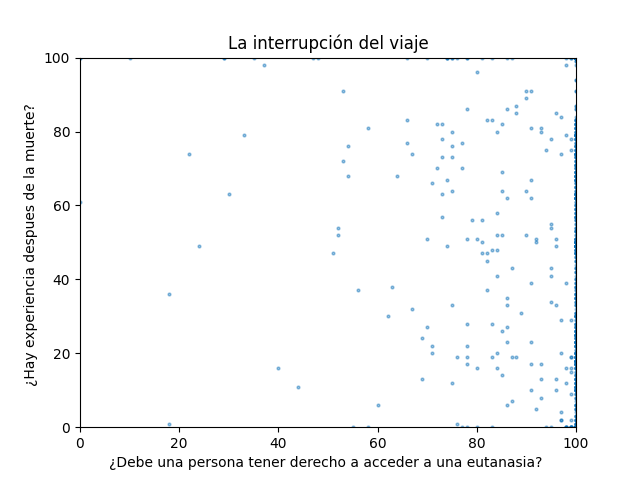 La interrupción del viaje
¿Hay experiencia despues de la muerte?
100
80
60
40
20
0
0 20 40 60 80 100
¿Debe una persona tener derecho a acceder a una eutanasia?